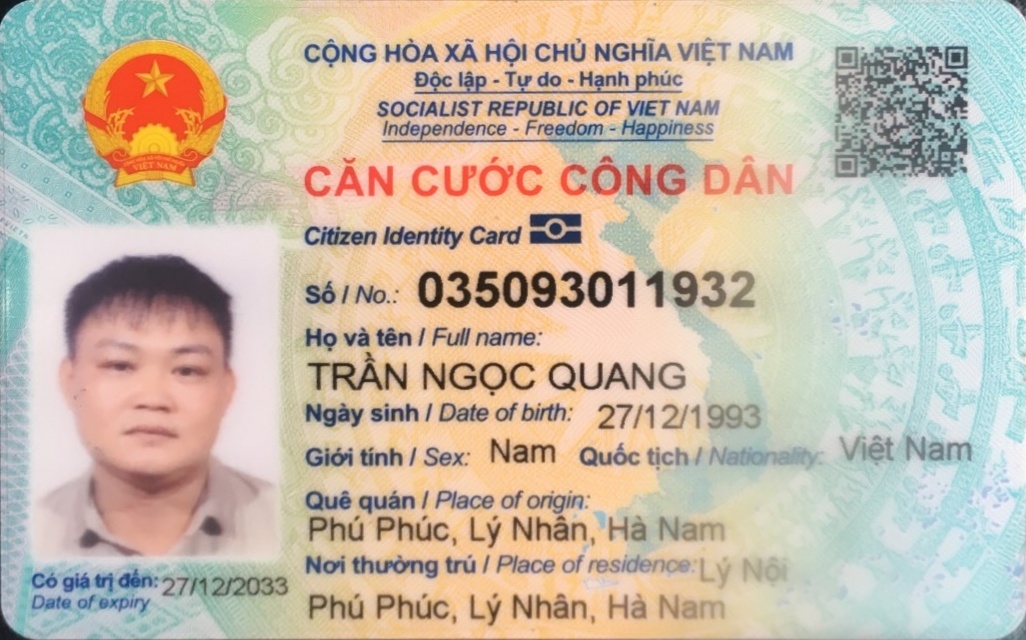 CỘNG HÒA XÃ HỘI CHỦ NGHĨA VIỆT NAM
Độc lập - Tự do - Hạnh phúc
SOCIALIST REPUBLIC OF VIET NAM
Independence - Freedom - Happiness
CĂN CƯỚC CÔNG DÂN
Citizen Identity Card
Số / No.: 035093011932
Họ và tên / Full name:
TRẦN NGỌC QUANG
Ngày sinh / Date of birth: 27/12/1993
Giới tính / Sex: Nam Quốc tịch / Nationality: Việt Nam
Quê quán / Place of origin:
Phú Phúc, Lý Nhân, Hà Nam
Nơi thường trú / Place of residence: Lý Nội
Phú Phúc, Lý Nhân, Hà Nam
Có giá trị đến: 27/12/2033
Date of expiry